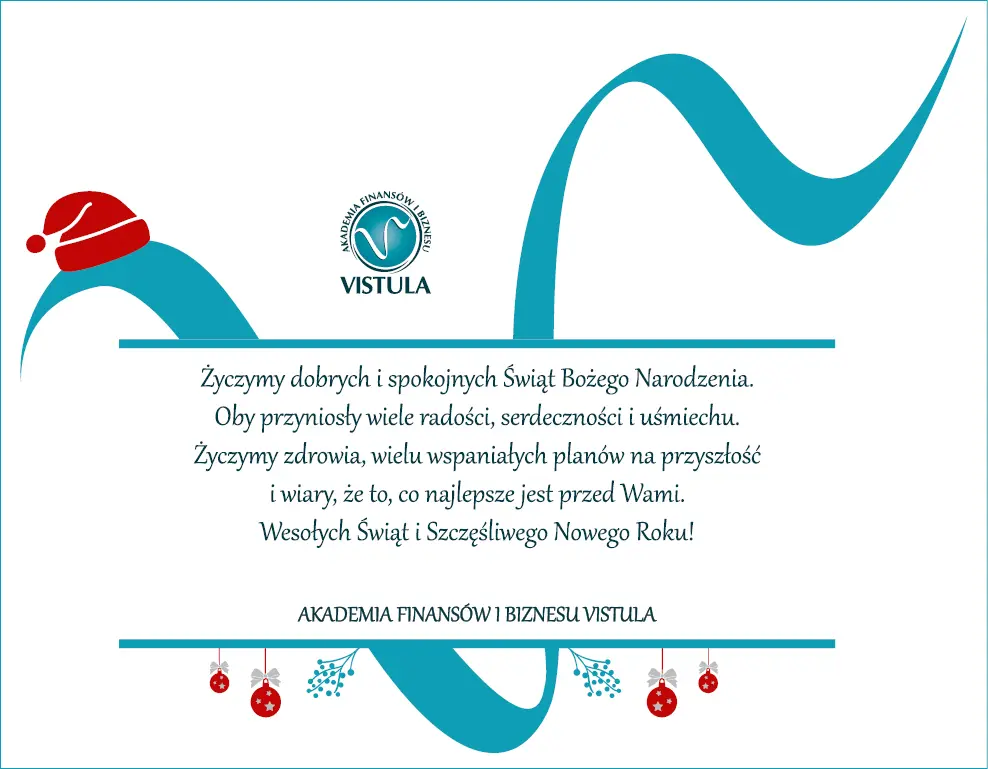 AKADEMIA FINANSÓW I BIZNESU
VISTULA
Życzymy dobrych i spokojnych Świąt Bożego Narodzenia.
Oby przyniosły wiele radości, serdeczności i uśmiechu.
Życzymy zdrowia, wielu wspaniałych planów na przyszłość
i wiary, że to, co najlepsze jest przed Wami.
Wesołych Świąt i Szczęśliwego Nowego Roku!
AKADEMIA FINANSÓW I BIZNESU VISTULA